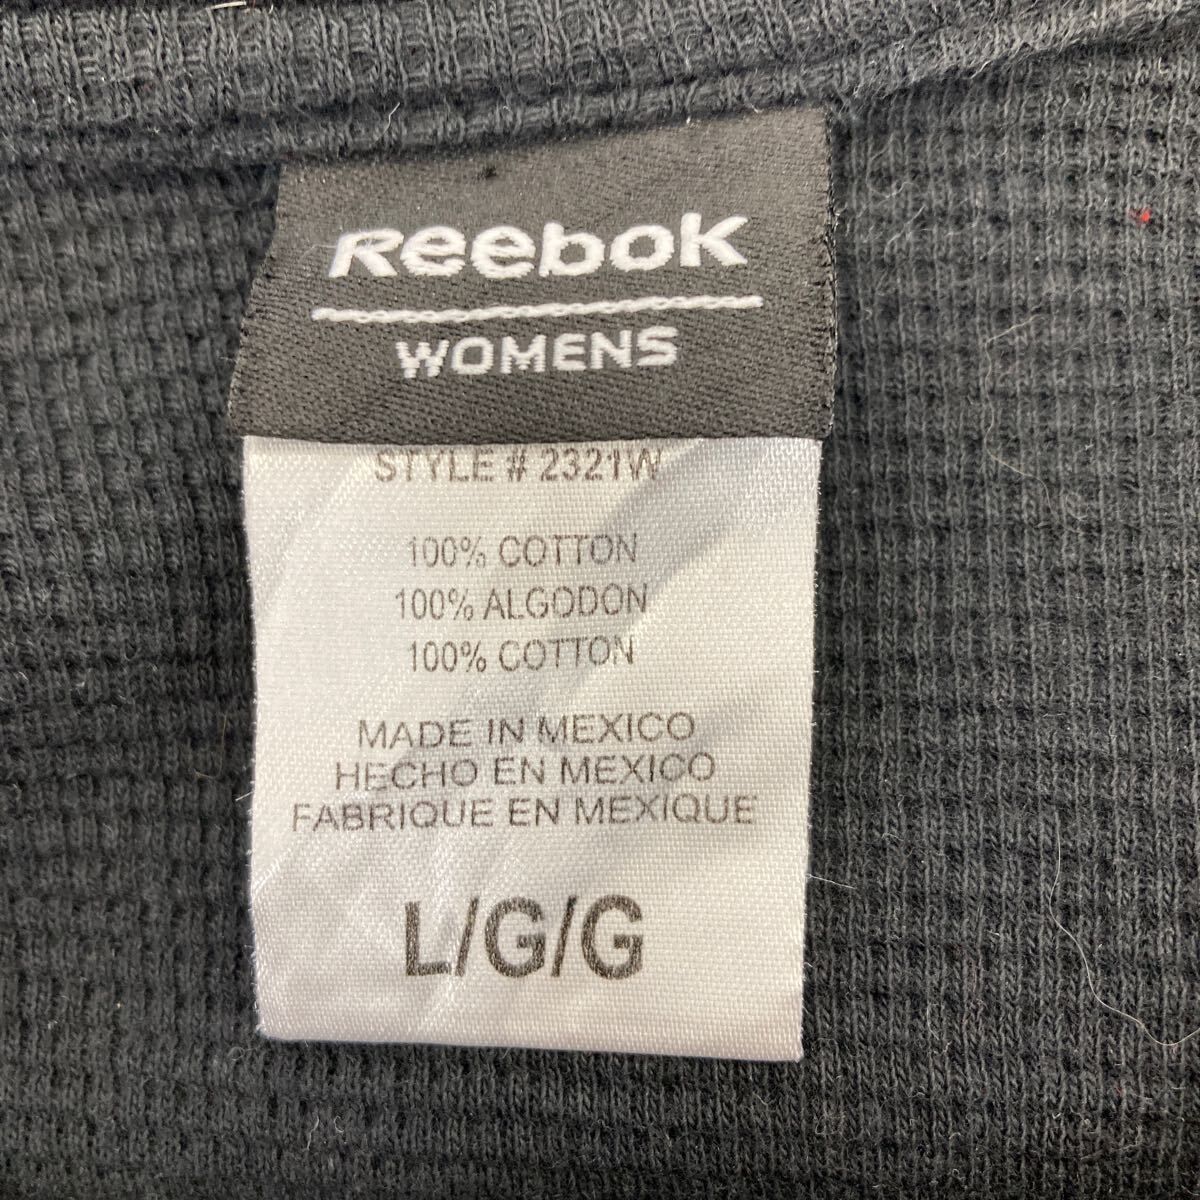 Reebok
WOMENS
STYLE # 2321W
100% COTTON
100% ALGODON
100% COTTON
MADE IN MEXICO
HECHO EN MEXICO
FABRIQUE EN MEXIQUE
L/G/G